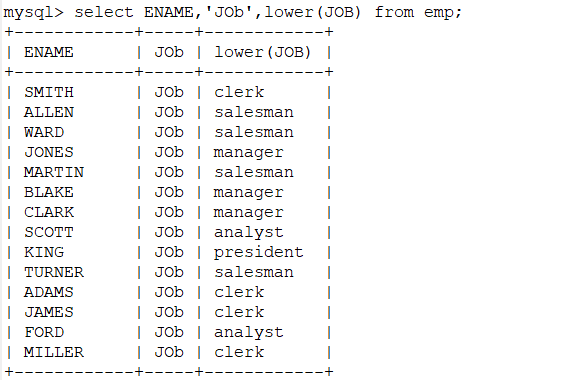 mysql> select ENAME,'JOb',lower(JOB) from emp;
+------------+-----+------------+
| ENAME      | JOb | lower(JOB) |
+------------+-----+------------+
| SMITH      | JOb | clerk      |
| ALLEN      | JOb | salesman   |
| WARD       | JOb | salesman   |
| JONES      | JOb | manager    |
| MARTIN     | JOb | salesman   |
| BLAKE      | JOb | manager    |
| CLARK      | JOb | manager    |
| SCOTT      | JOb | analyst    |
| KING       | JOb | president  |
| TURNER     | JOb | salesman   |
| ADAMS      | JOb | clerk      |
| JAMES      | JOb | clerk      |
| FORD       | JOb | analyst    |
| MILLER     | JOb | clerk      |
+------------+-----+------------+